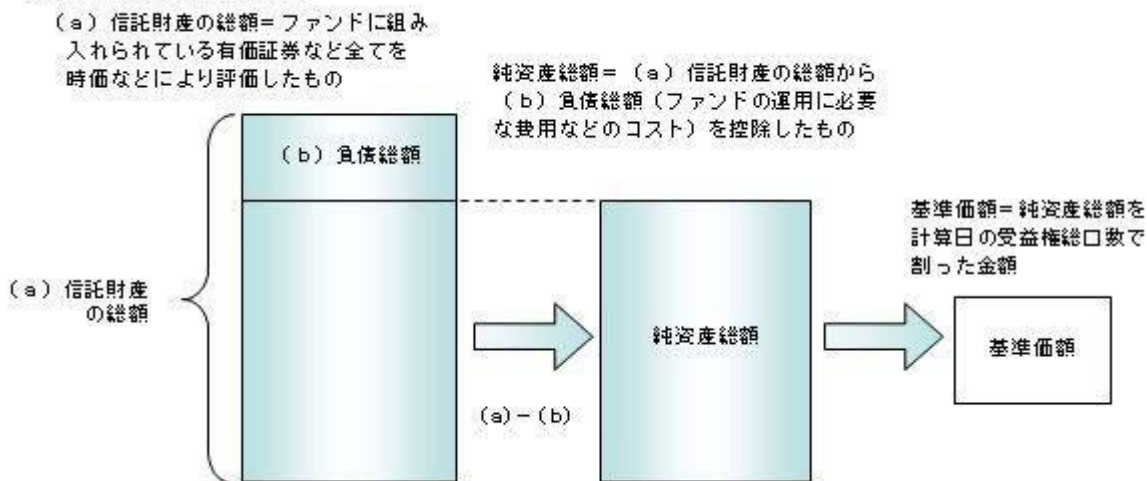 (a)信託財産の総額=ファンドに組み
入れられている有価証券など全てを
時価などにより評価したもの
純資産総額=(a)信託財産の総額から
(b)負債総額(ファンドの運用に必要
な費用などのコスト)を控除したもの
(b)負債総額
基準価額=純資産総額を
計算日の受益権総口数で
割った金額
(a)信託財産
の総額
純資産総額
基準価額
(a)-(b)